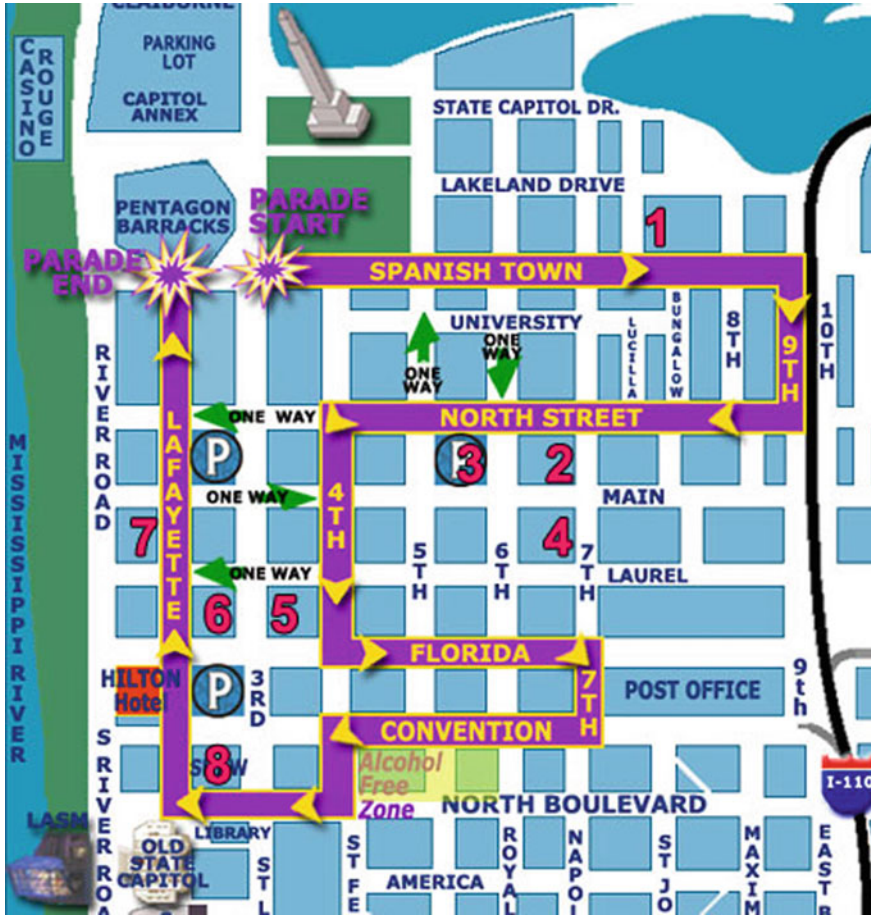 CLAIBORNE
PARKING
LOT
CAPITOL
ANNEX
CASINO
ROUGE
STATE CAPITOL DR.
LAKELAND DRIVE
PENTAGON
BARRACKS
PARADE
START
1
PARADE
END
SPANISH TOWN
UNIVERSITY
LUCILLA
BUNGALOW
8TH
9TH
10TH
ONE
WAY
ONE
WAY
RIVER ROAD
LAFAYETTE
ONE WAY
NORTH STREET
MISSISSIPPI RIVER
P
P
3
2
4TH
ONE WAY
MAIN
7
4
5TH
6TH
7TH
ONE WAY
LAUREL
6
5
FLORIDA
HILTON
Hotel
P
3RD
7TH
POST OFFICE
9th
CONVENTION
S RIVER ROA
8
Alcohol
Free
Zone
NORTH BOULEVARD
I-110
LASM
OLD
STATE
CAPITOL
LIBRARY
ST L
ST FE
AMERICA
ROYAL
NAPOL
ST JO
MAXIM
EAST B